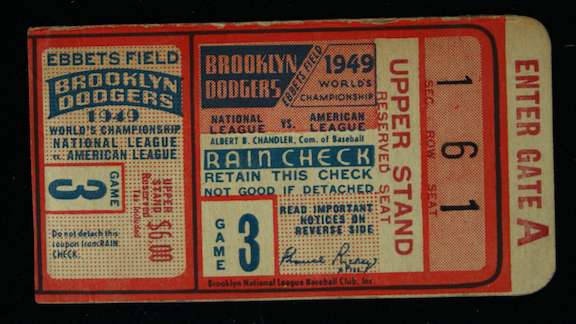 EBBETS FIELD
BROOKLYN
DODGERS
1949
WORLD'S CHAMPIONSHIP
NATIONAL LEAGUE
vs. AMERICAN LEAGUE
GAME
3
UPPER
STAND
Reserved
$6.00
Tax Included
Do not detach this
coupon from RAIN
CHECK.
BROOKLYN
DODGERS
EBBETS FIELD
1949
WORLD'S
CHAMPIONSHIP
NATIONAL VS. AMERICAN
LEAGUE LEAGUE
ALBERT B. CHANDLER, Com. of Baseball
RAIN CHECK
RETAIN THIS CHECK
NOT GOOD IF DETACHED
GAME
3
READ IMPORTANT
NOTICES ON
REVERSE SIDE
Brooklyn National League Baseball Club, Inc.
UPPER STAND
RESERVED SEAT
SEC. ROW SEAT
1 6 1
ENTER GATE A